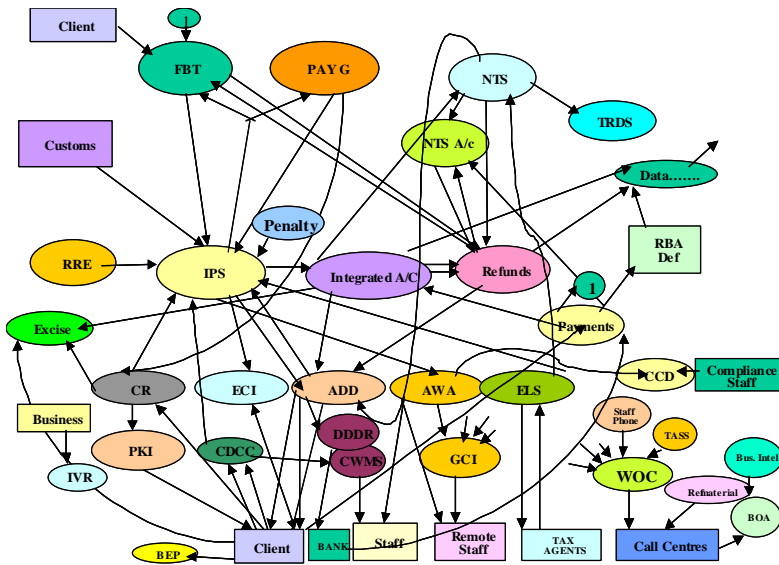 Client
FBT
PAY G
NTS
TRDS
Customs
NTS A/c
Data…….
Penalty
RBA
Def
RRE
IPS
Integrated A/C
Refunds
1
Excise
Payments
CR
ECI
ADD
AWA
ELS
CCD
Compliance
Staff
Business
PKI
CDCC
DDDR
CWMS
GCI
Staff
Phone
TASS
IVR
WOC
Bus. Intel
Refmaterial
BOA
BEP
Client
BANK
Staff
Remote
Staff
TAX
AGENTS
Call Centres